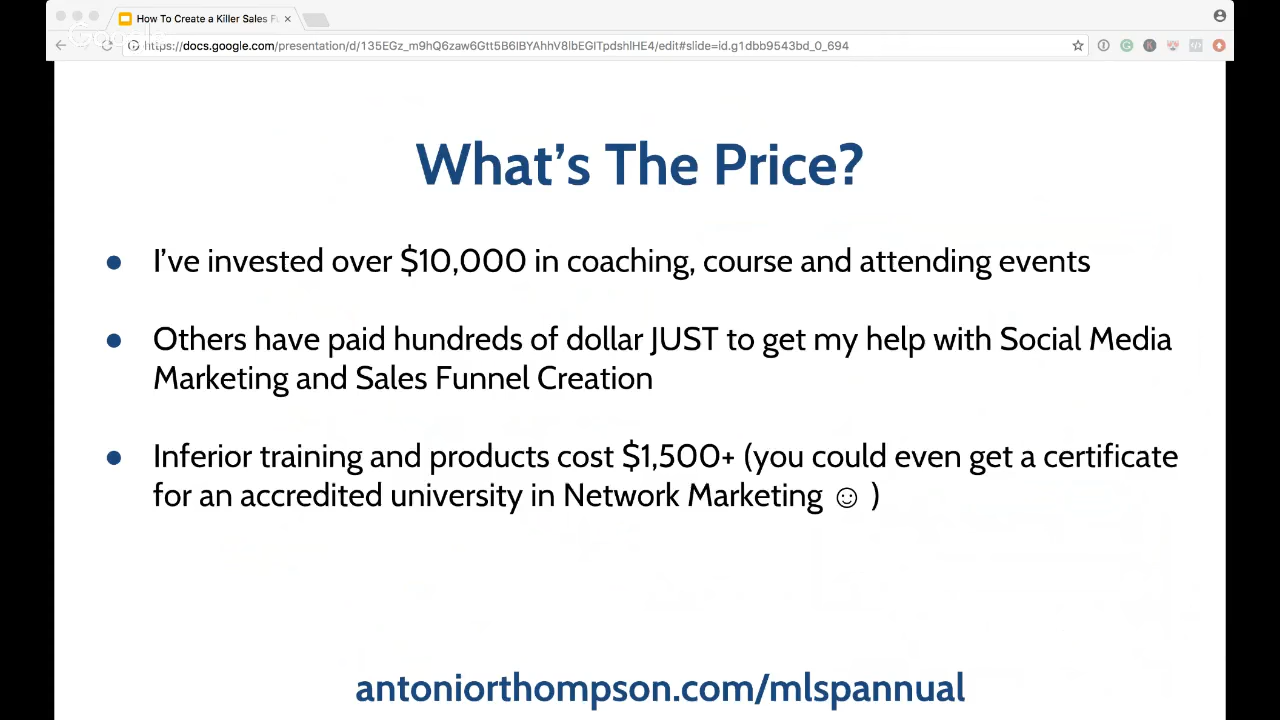 How To Create a Killer Sales Fu
https://docs.google.com/presentation/d/135EGz_m9hQ6zaw6Gtt5B6lBYAhhV8lbEGlTpdshlHE4/edit#slide=id.g1dbb9543bd_0_694
What's The Price?
I've invested over $10,000 in coaching, course and attending events
Others have paid hundreds of dollar JUST to get my help with Social Media
Marketing and Sales Funnel Creation
Inferior training and products cost $1,500+ (you could even get a certificate
for an accredited university in Network Marketing ☺ )
antoniorthompson.com/mlspannual